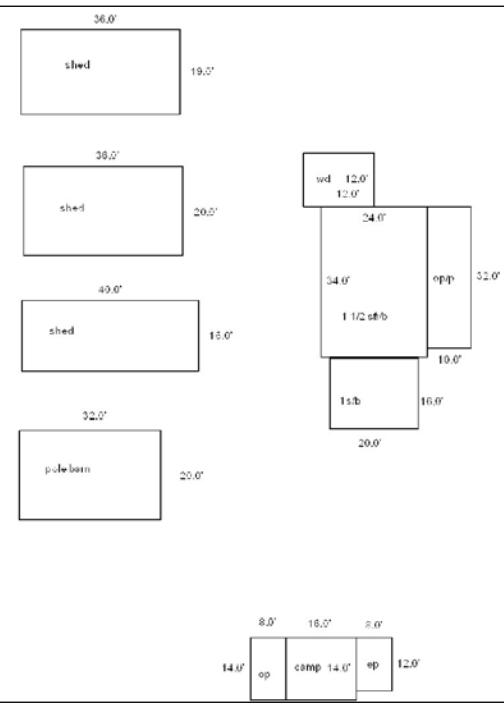 36.0'
shed
19.0'
36.0'
shed
20.0'
wd 12.0'
12.0'
24.0'
34.0'
op/p
32.0'
40.0'
shed
16.0'
1 1/2 sfr/b
10.0'
1s/b
16.0'
20.0'
32.0'
pole barn
20.0'
8.0' 16.0' 8.0'
14.0' op camp 14.0' ep 12.0'